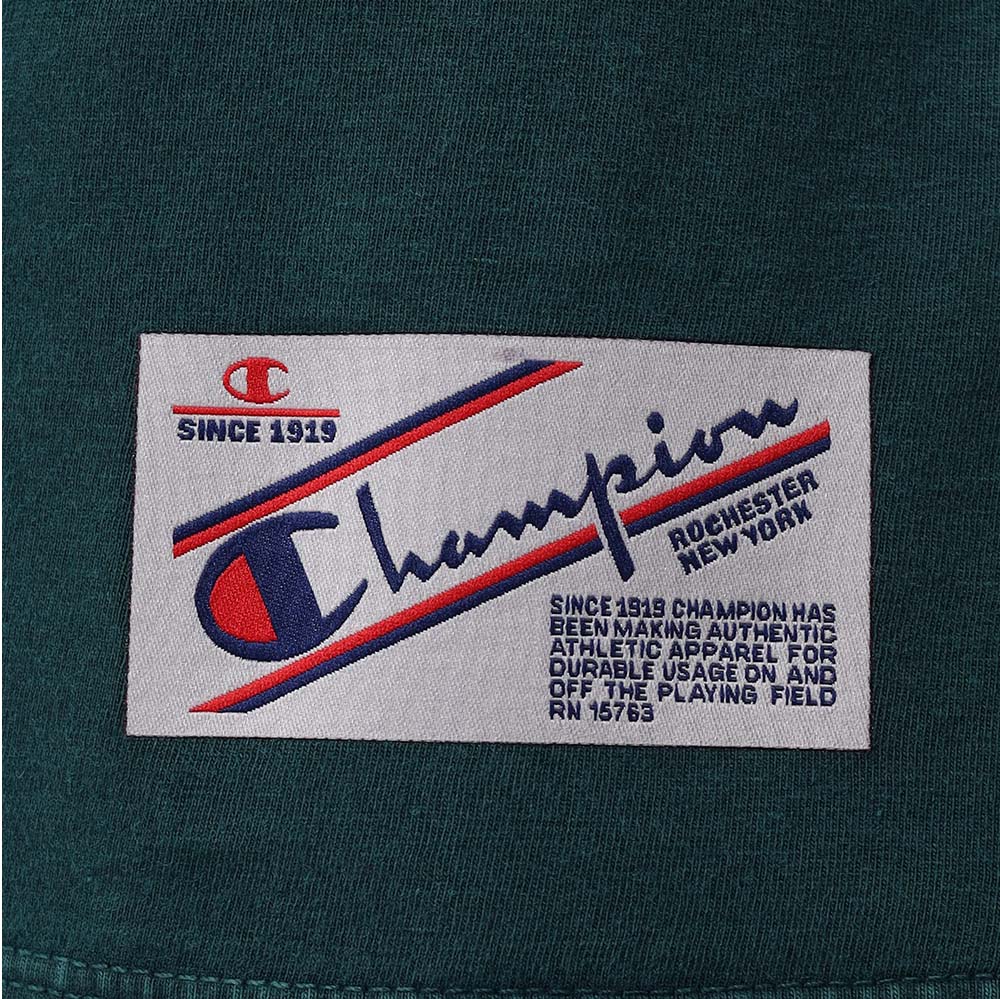 SINCE 1919
Champion
ROCHESTER
NEW YORK
SINCE 1919 CHAMPION HAS
BEEN MAKING AUTHENTIC
ATHLETIC APPAREL FOR
DURABLE USAGE ON AND
OFF THE PLAYING FIELD
RN 15763